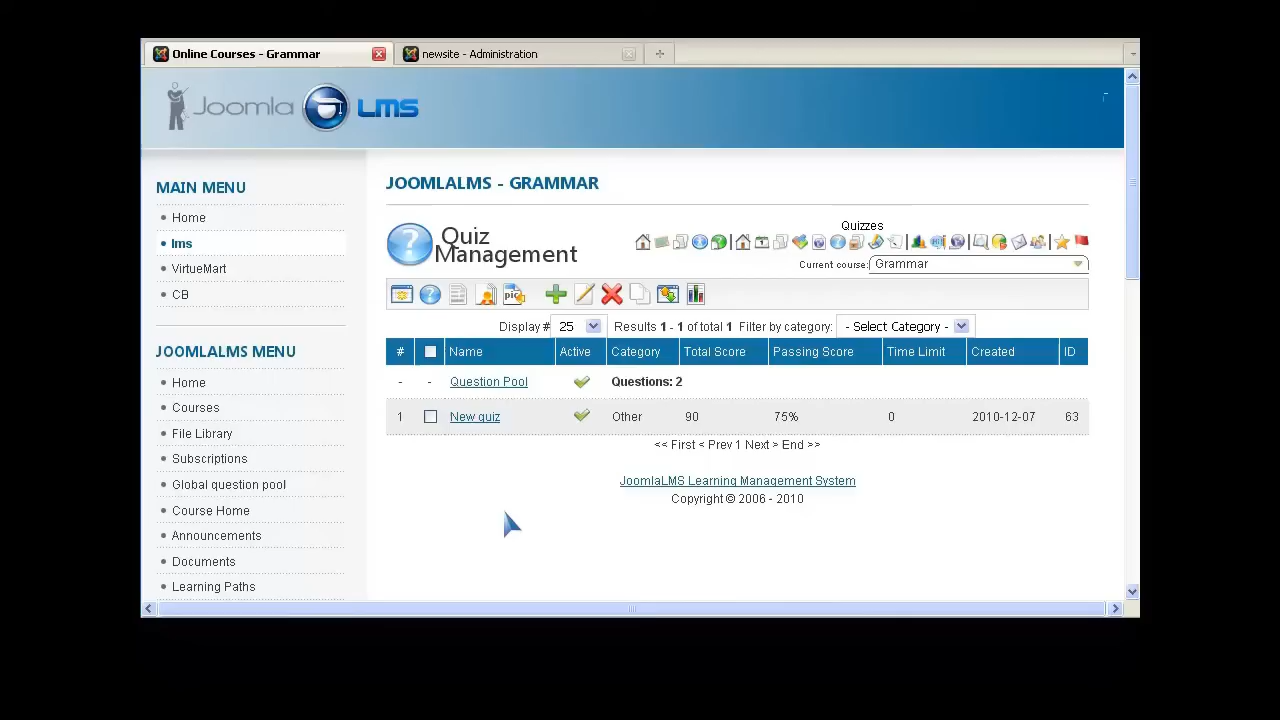 Online Courses - Grammar
newsite - Administration
Joomla LMS
MAIN MENU
Home
lms
VirtueMart
CB
JOOMLALMS MENU
Home
Courses
File Library
Subscriptions
Global question pool
Course Home
Announcements
Documents
Learning Paths
JOOMLALMS - GRAMMAR
Quiz
Management
Quizzes
Current course: Grammar
Display # 25 Results 1 - 1 of total 1 Filter by category: - Select Category -
# Name Active Category Total Score Passing Score Time Limit Created ID
- - Question Pool Questions: 2
1 New quiz Other 90 75% 0 2010-12-07 63
<< First < Prev 1 Next > End >>
JoomlaLMS Learning Management System
Copyright © 2006 - 2010